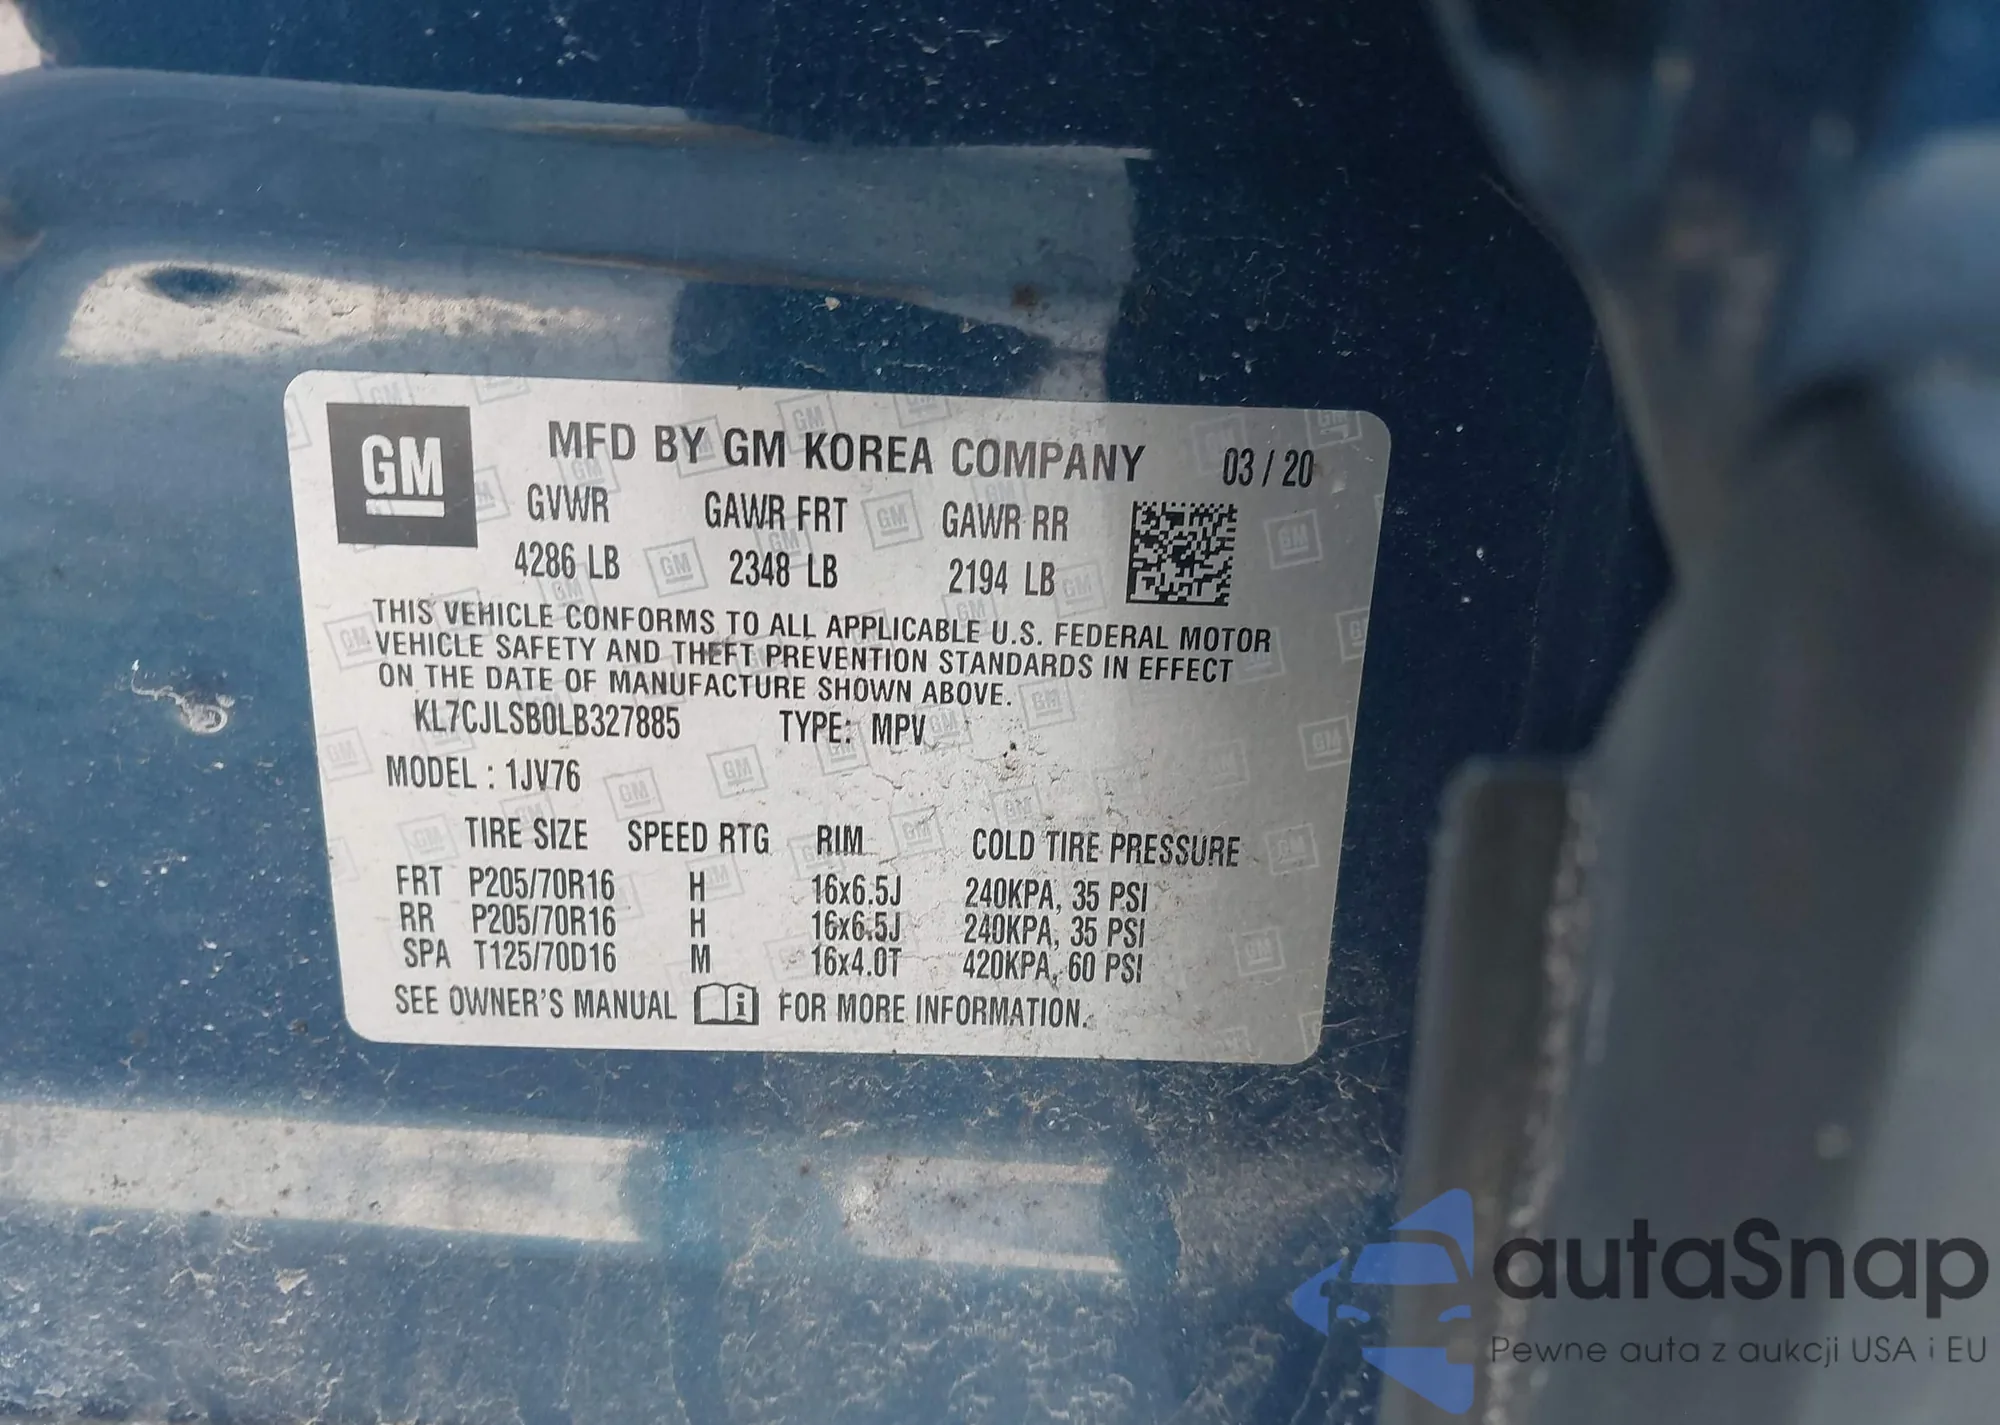 GM
MFD BY GM KOREA COMPANY 03 / 20
GVWR GAWR FRT GAWR RR
4286 LB 2348 LB 2194 LB
THIS VEHICLE CONFORMS TO ALL APPLICABLE U.S. FEDERAL MOTOR
VEHICLE SAFETY AND THEFT PREVENTION STANDARDS IN EFFECT
ON THE DATE OF MANUFACTURE SHOWN ABOVE.
KL7CJLSB0LB327885 TYPE: MPV
MODEL : 1JV76
TIRE SIZE SPEED RTG RIM COLD TIRE PRESSURE
FRT P205/70R16 H 16x6.5J 240KPA, 35 PSI
RR P205/70R16 H 16x6.5J 240KPA, 35 PSI
SPA T125/70D16 M 16x4.0T 420KPA, 60 PSI
SEE OWNER'S MANUAL i FOR MORE INFORMATION.
autaSnap
Pewne auta z aukcji USA i EU